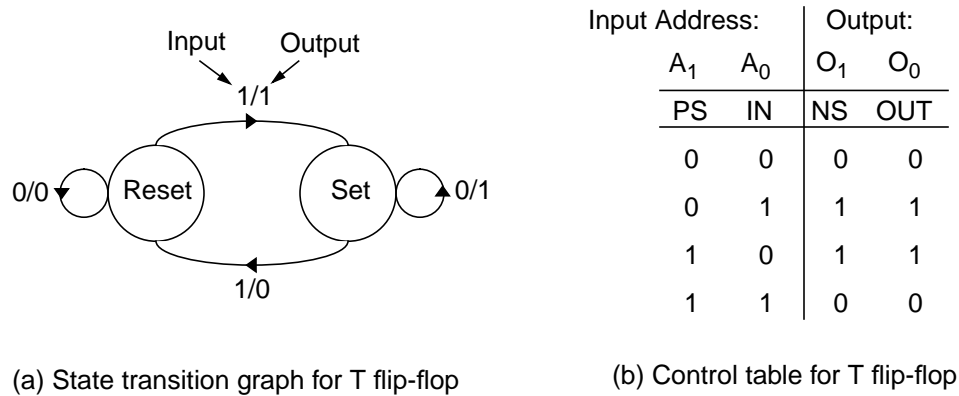 Input Output
1/1
0/0 Reset Set 0/1
1/0
(a) State transition graph for T flip-flop
Input Address: Output:
A1 A0 O1 O0
PS IN NS OUT
0 0 0 0
0 1 1 1
1 0 1 1
1 1 0 0
(b) Control table for T flip-flop